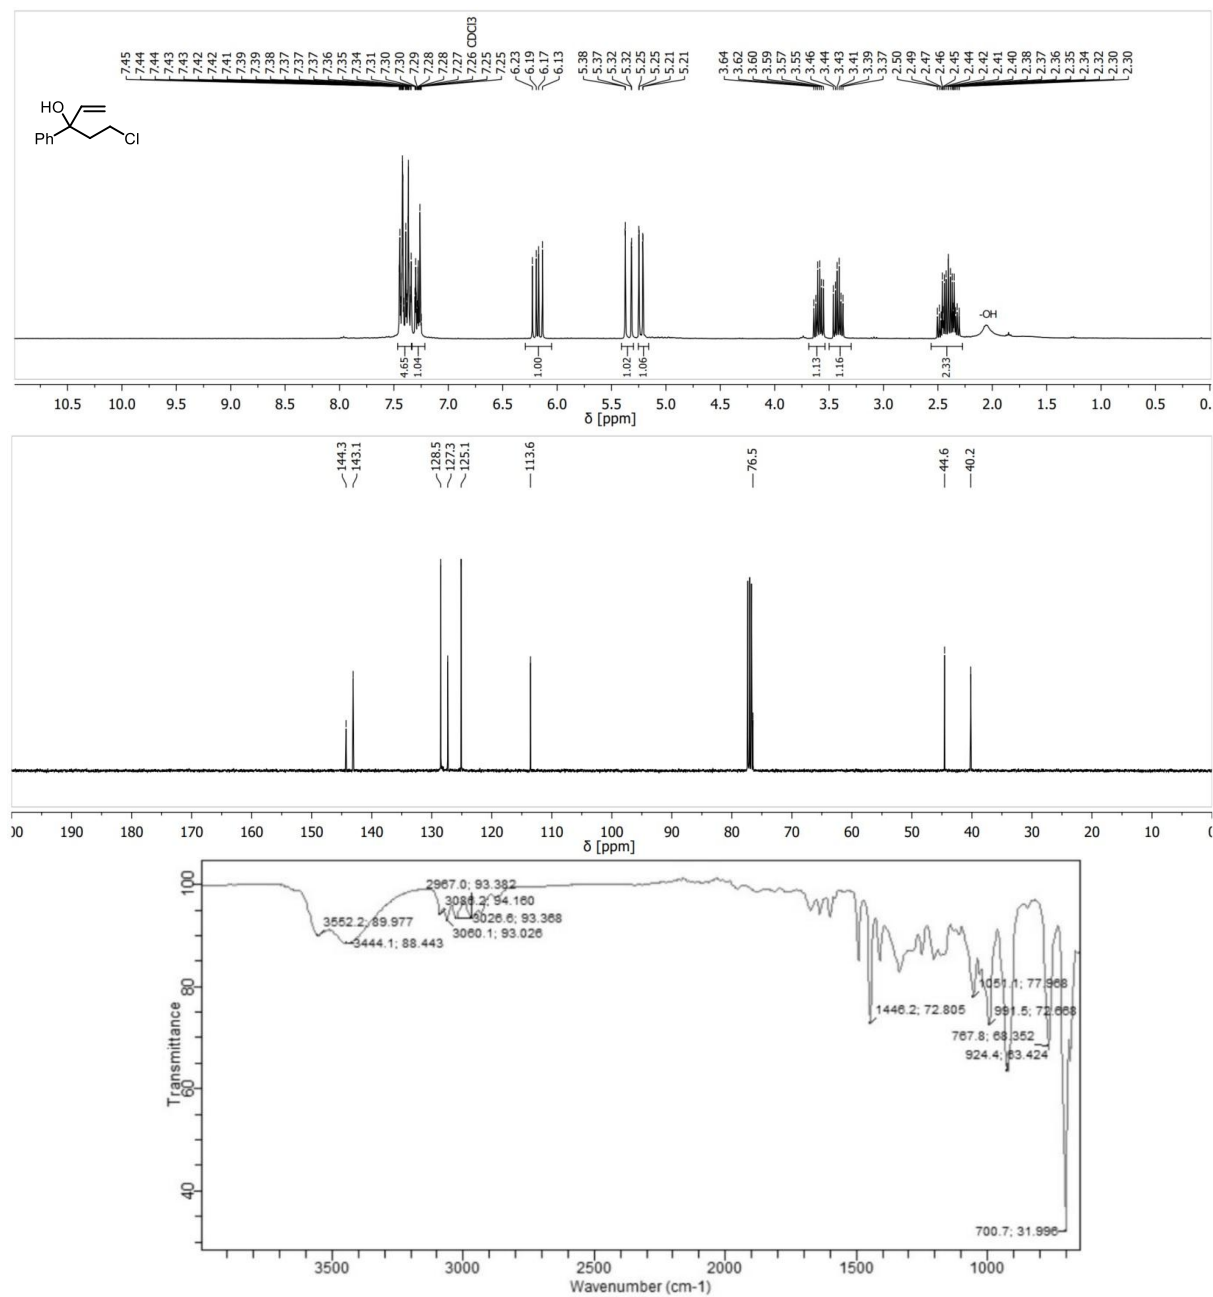 7.45 7.44 7.44 7.43 7.43 7.42 7.42 7.41 7.39 7.39 7.38 7.37 7.37 7.37 7.36 7.35 7.34 7.31 7.30 7.30 7.29 7.28 7.28 7.27 7.26 CDCl3 7.25 7.25 6.23 6.19 6.17 6.13 5.38 5.37 5.32 5.32 5.25 5.25 5.21 5.21 3.64 3.62 3.60 3.59 3.57 3.55 3.46 3.44 3.43 3.41 3.39 3.37 2.50 2.49 2.47 2.46 2.45 2.44 2.42 2.41 2.40 2.38 2.37 2.36 2.35 2.34 2.32 2.30 2.30
HO
Ph Cl
-OH
4.65 1.04 1.00 1.02 1.06 1.13 1.16 2.33
10.5 10.0 9.5 9.0 8.5 8.0 7.5 7.0 6.5 6.0 5.5 5.0 4.5 4.0 3.5 3.0 2.5 2.0 1.5 1.0 0.5 0.
δ [ppm]
144.3 143.1 128.5 127.3 125.1 113.6 76.5 44.6 40.2
00 190 180 170 160 150 140 130 120 110 100 90 80 70 60 50 40 30 20 10 0
δ [ppm]
100
2967.0; 93.382
3086.2; 94.160
3552.2; 89.977
3026.6; 93.368
3060.1; 93.026
3444.1; 88.443
80
1051.1; 77.968
1446.2; 72.805
991.5; 72.668
767.8; 68.352
924.4; 63.424
Transmittance
60
40
700.7; 31.996
3500 3000 2500 2000 1500 1000
Wavenumber (cm-1)